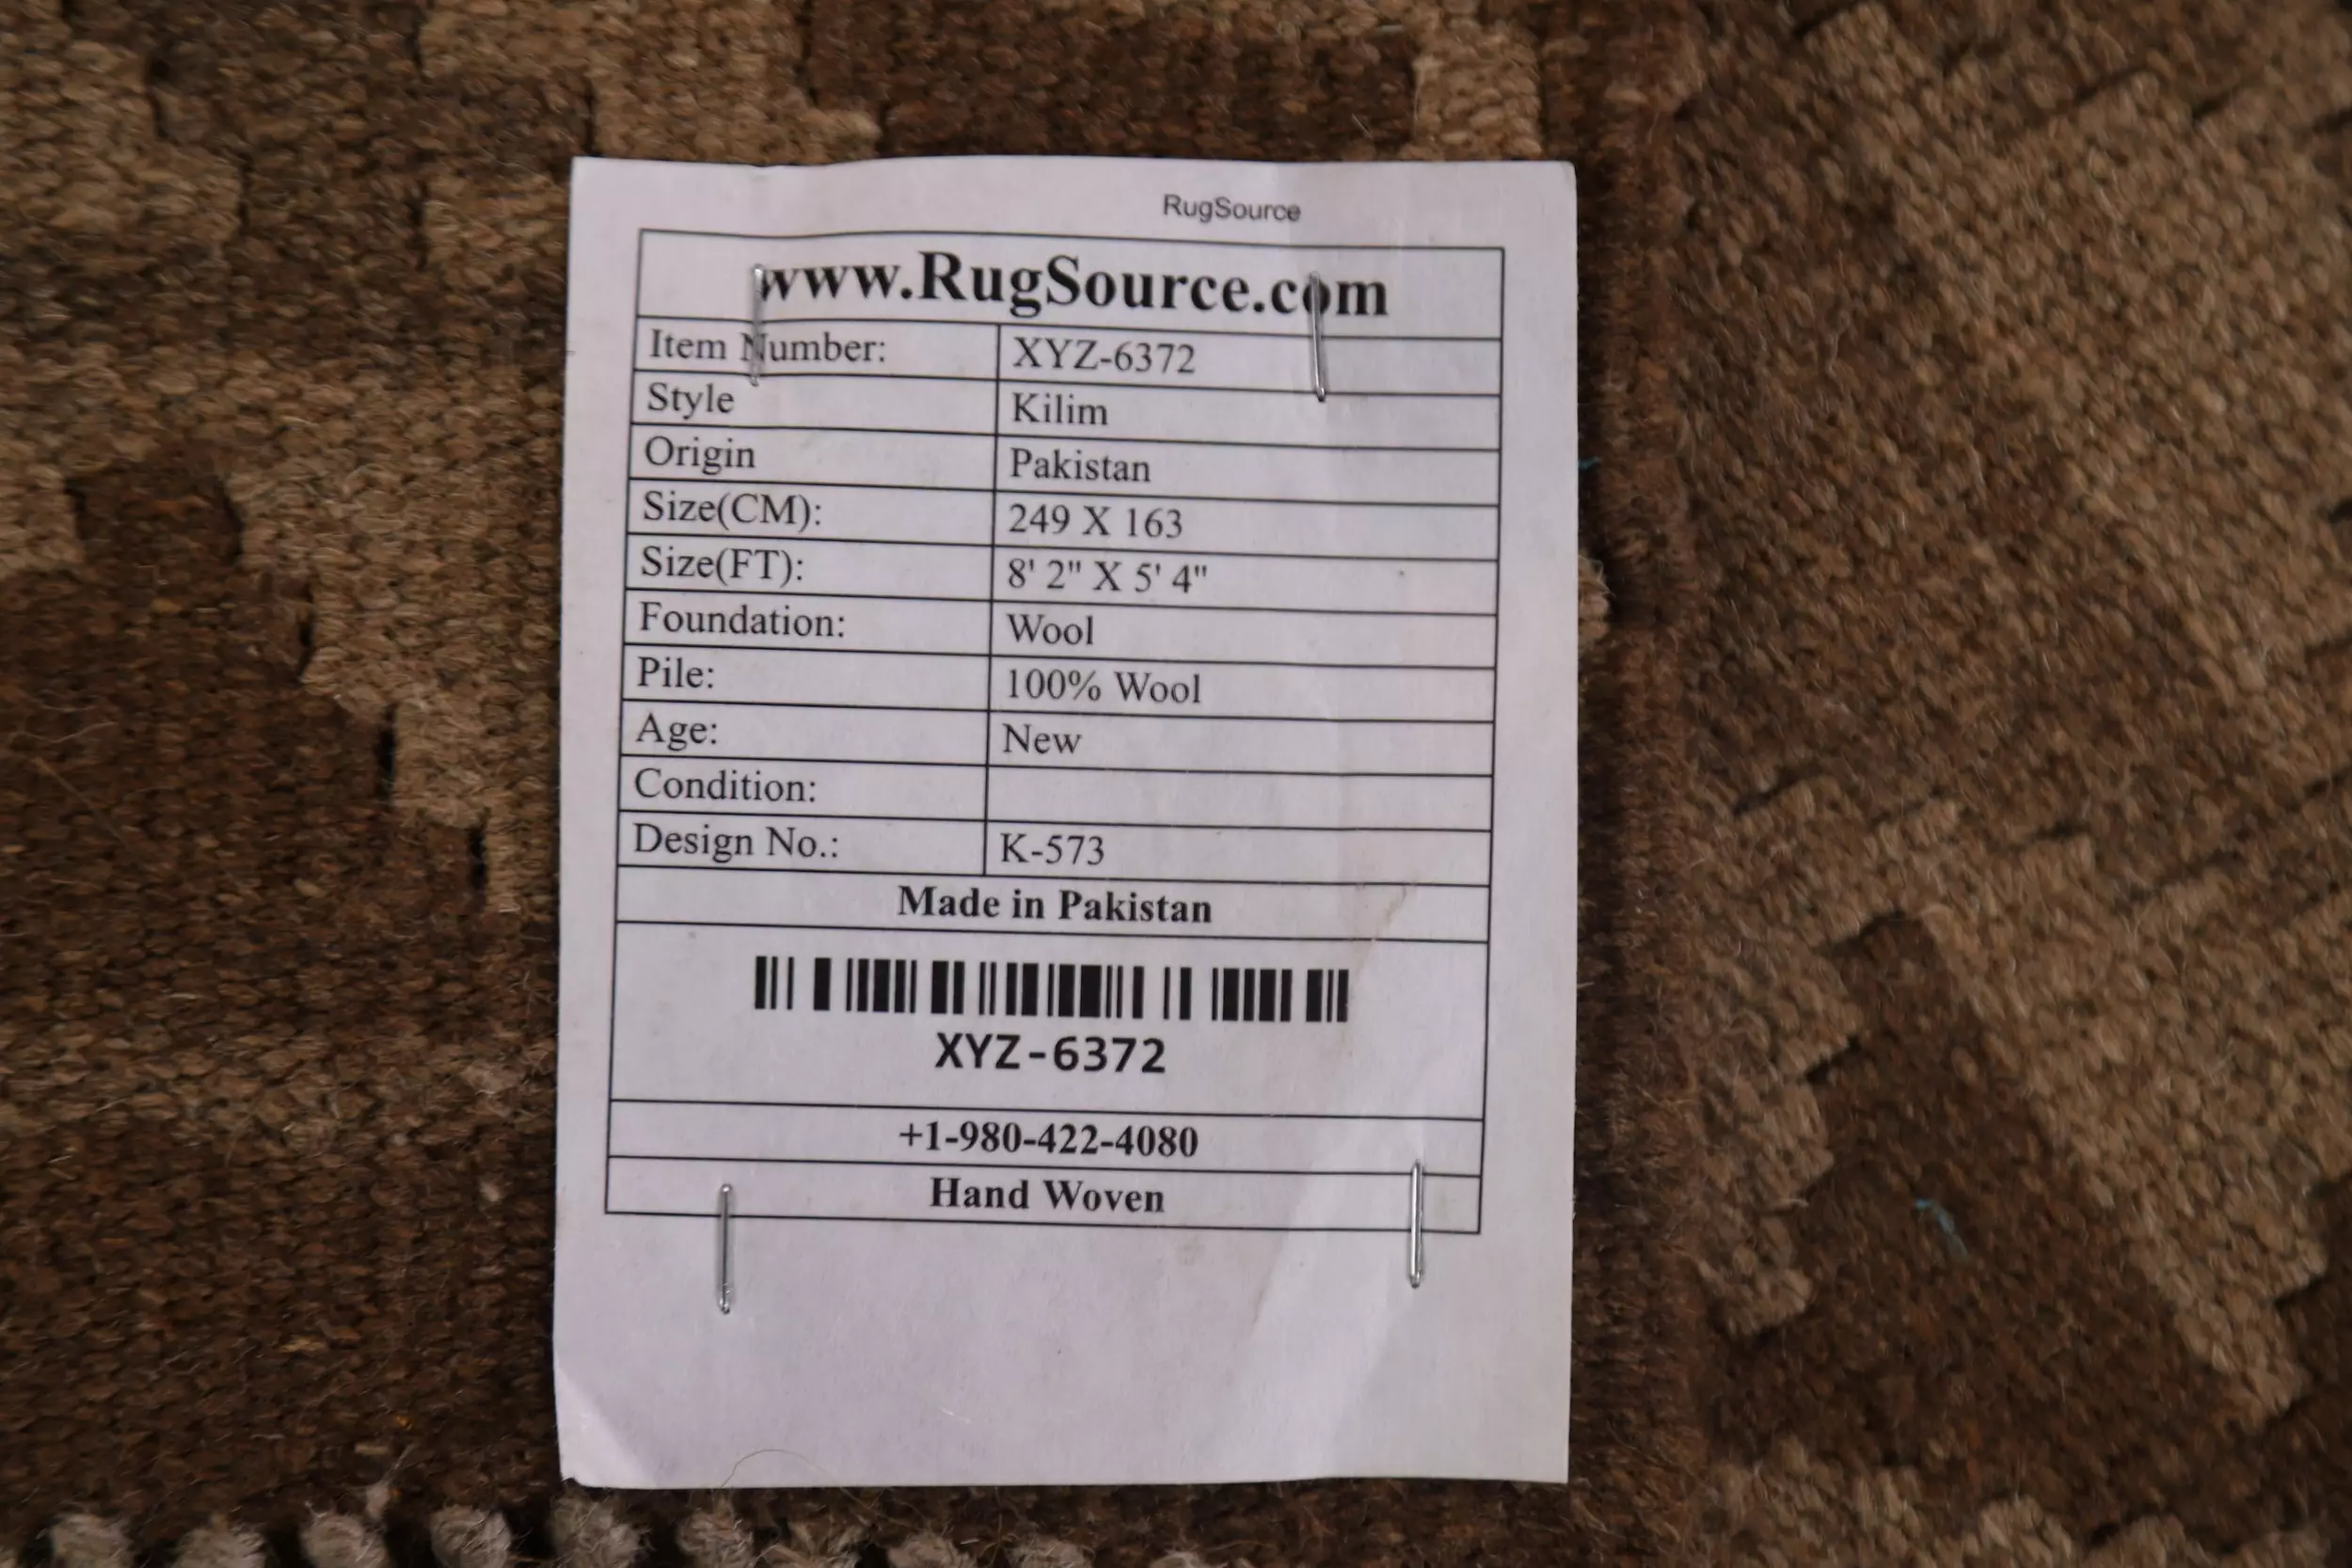 RugSource
www.RugSource.com
Item Number: XYZ-6372
Style Kilim
Origin Pakistan
Size(CM): 249 X 163
Size(FT): 8' 2" X 5' 4"
Foundation: Wool
Pile: 100% Wool
Age: New
Condition:
Design No.: K-573
Made in Pakistan
XYZ-6372
+1-980-422-4080
Hand Woven